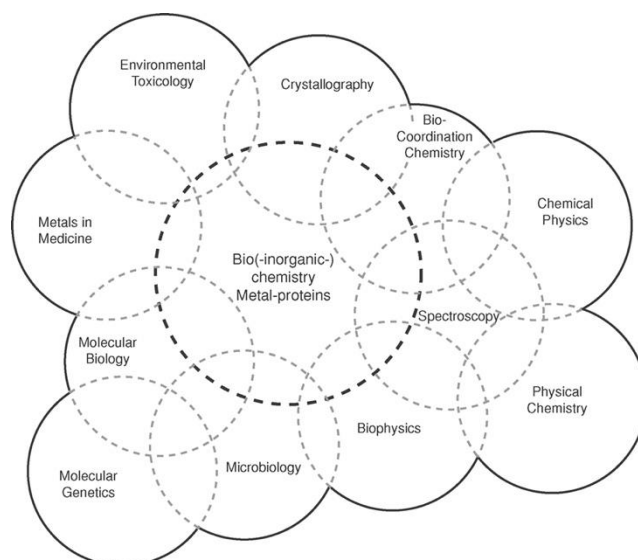 Environmental
Toxicology
Crystallography
Bio-
Coordination
Chemistry
Chemical
Physics
Metals in
Medicine
Bio(-inorganic-)
chemistry
Metal-proteins
Spectroscopy
Molecular
Biology
Physical
Chemistry
Biophysics
Microbiology
Molecular
Genetics